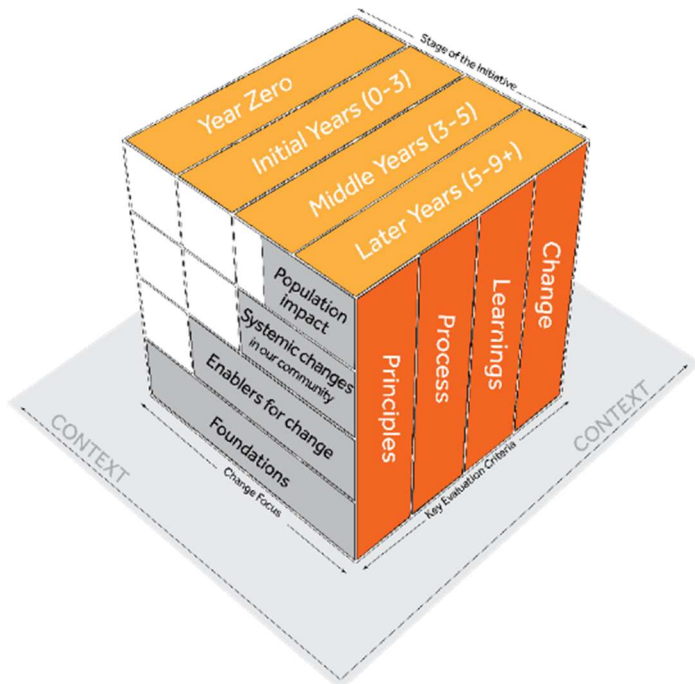 Stage of the Initiative
Year Zero
Initial Years (0-3)
Middle Years (3-5)
Later Years (5-9+)
Population
impact
Systemic changes
in our community
Enablers for change
Foundations
Principles
Process
Learnings
Change
Change Focus
Key Evaluation Criteria
CONTEXT
CONTEXT